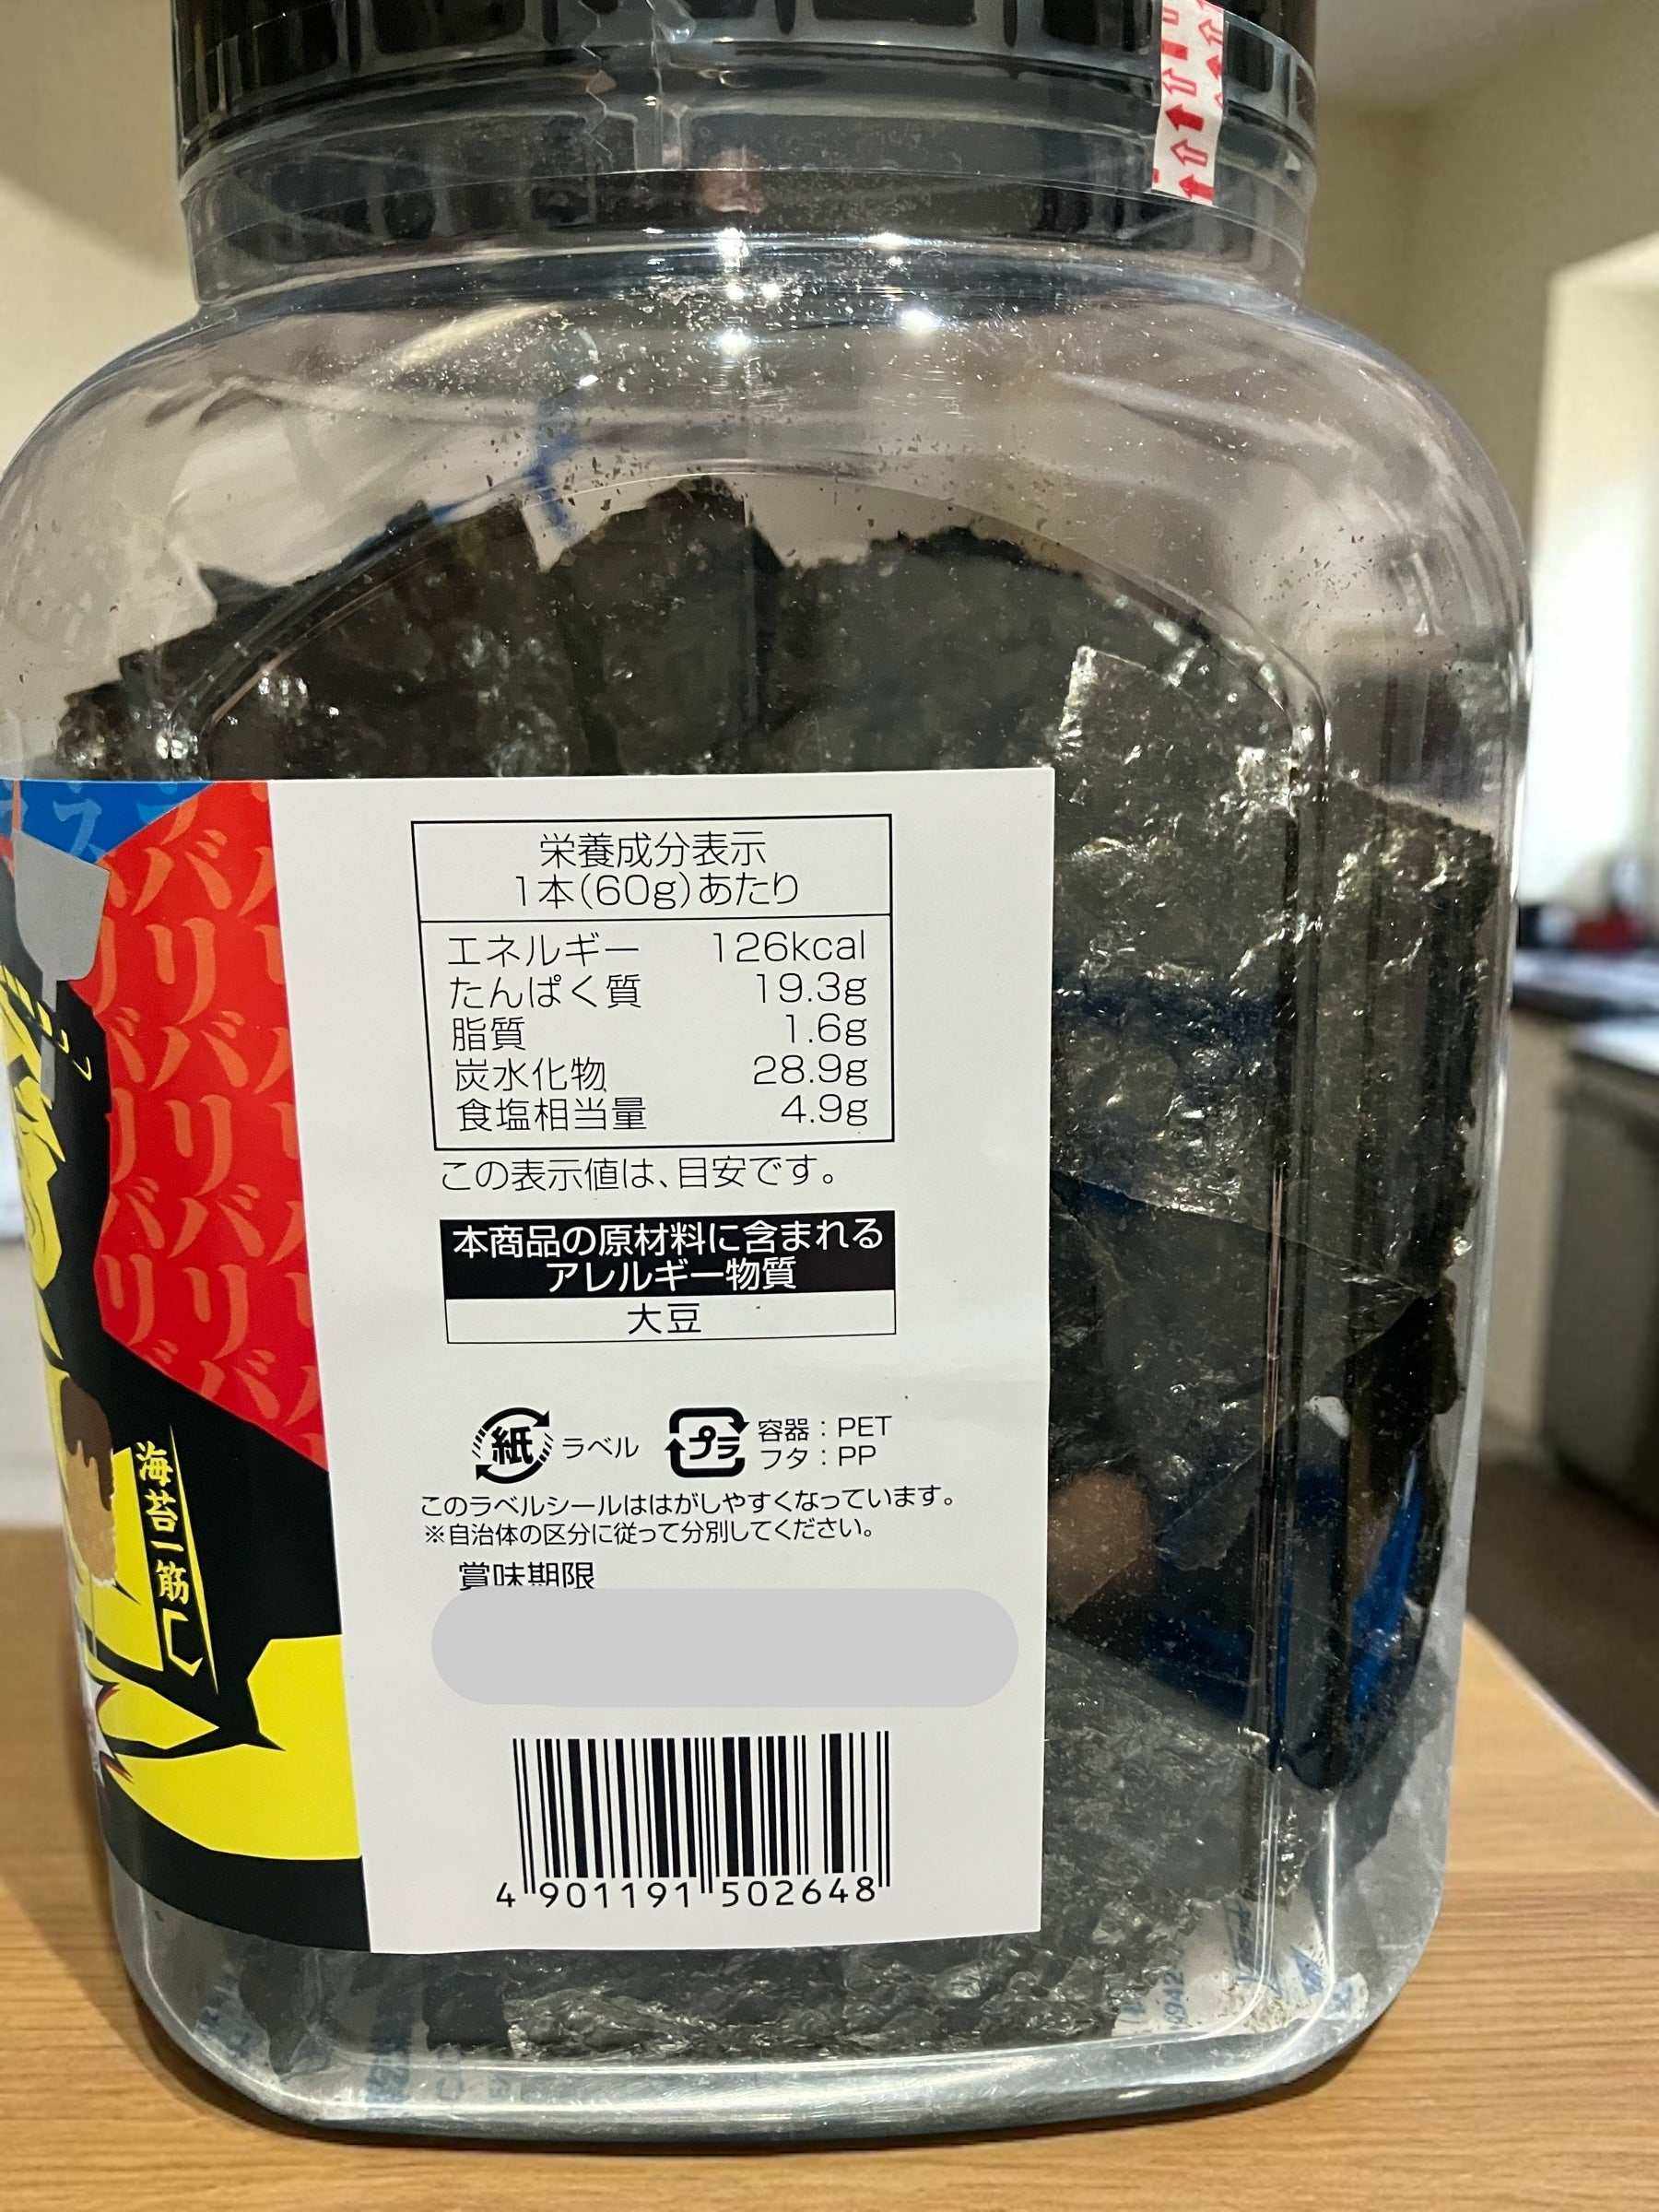 栄養成分表示
1本(60g)あたり
エネルギー 126kcal
たんぱく質 19.3g
脂質 1.6g
炭水化物 28.9g
食塩相当量 4.9g
この表示値は、目安です。
本商品の原材料に含まれる
アレルギー物質
大豆
紙 ラベル プラ 容器:PET
フタ:PP
このラベルシールははがしやすくなっています。
※自治体の区分に従って分別してください。
賞味期限
4 901191 502648
海苔一筋
バリ
バリ
バリ